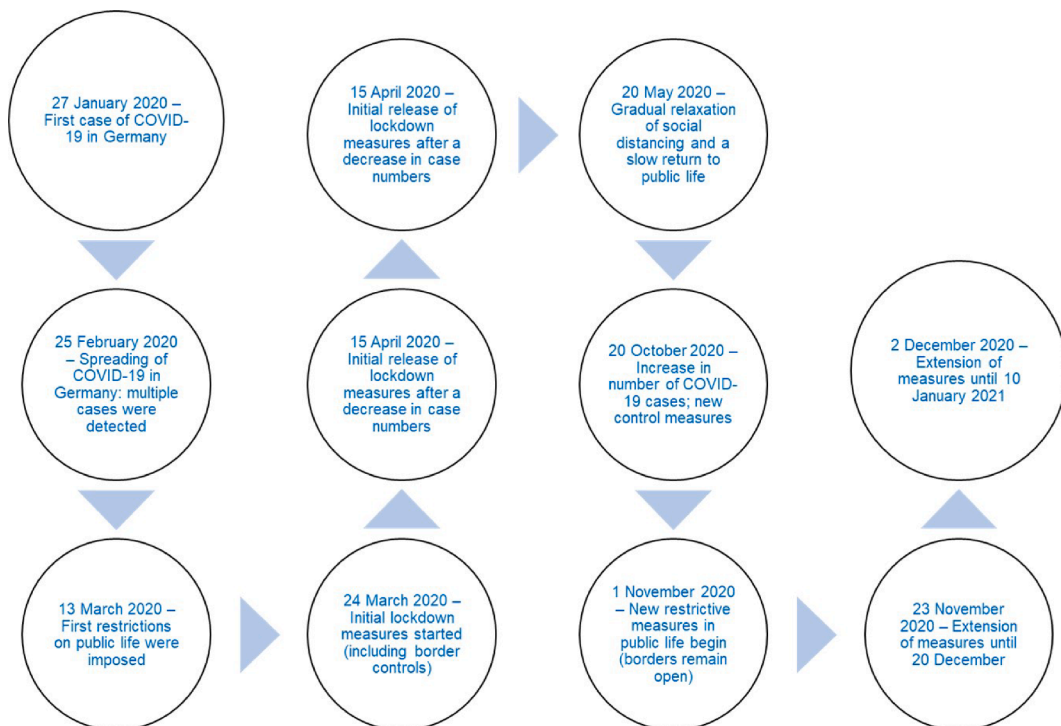 27 January 2020 –
First case of COVID-
19 in Germany
25 February 2020
– Spreading of
COVID-19 in
Germany: multiple
cases were
detected
13 March 2020 –
First restrictions
on public life were
imposed
24 March 2020 –
Initial lockdown
measures started
(including border
controls)
15 April 2020 –
Initial release of
lockdown
measures after a
decrease in case
numbers
15 April 2020 –
Initial release of
lockdown
measures after a
decrease in case
numbers
20 May 2020 –
Gradual relaxation
of social
distancing and a
slow return to
public life
20 October 2020 –
Increase in
number of COVID-
19 cases; new
control measures
1 November 2020
– New restrictive
measures in
public life begin
(borders remain
open)
23 November
2020 – Extension
of measures until
20 December
2 December 2020 –
Extension of
measures until 10
January 2021